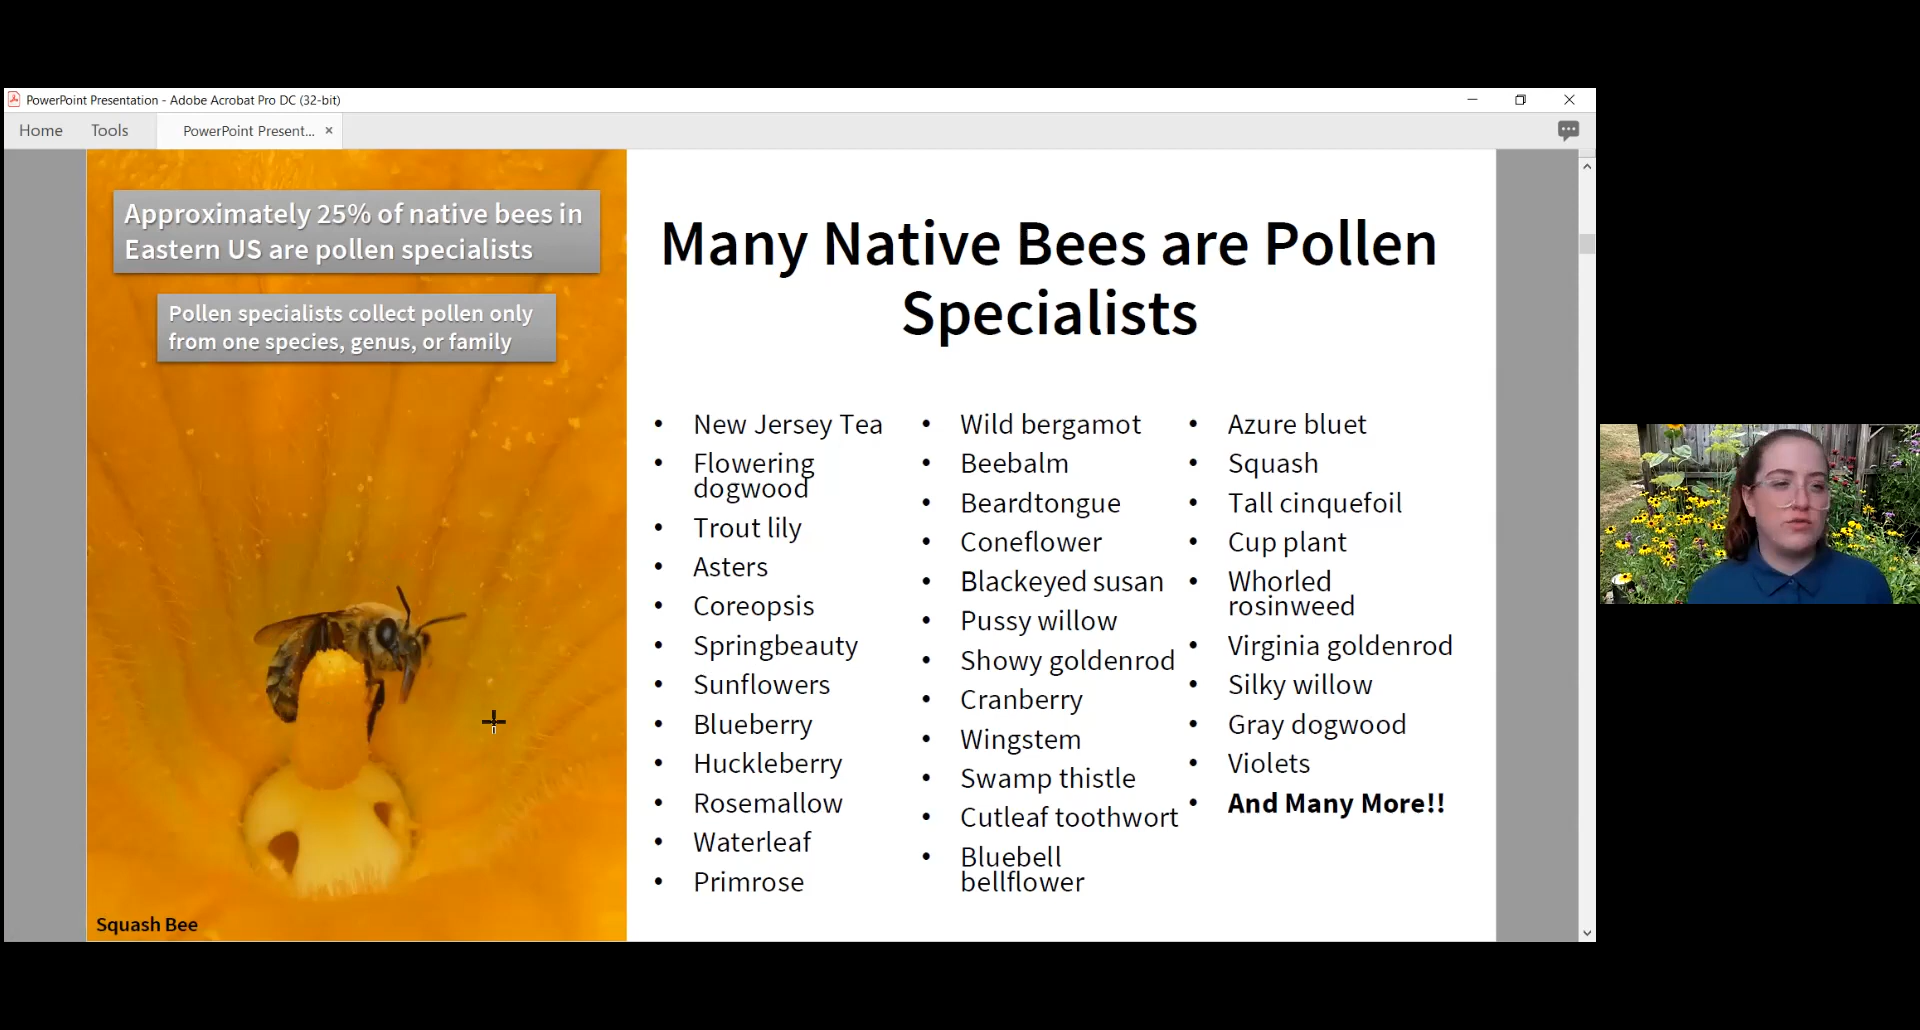 PowerPoint Presentation - Adobe Acrobat Pro DC (32-bit)
Home Tools PowerPoint Present... ×
Approximately 25% of native bees in
Eastern US are pollen specialists
Pollen specialists collect pollen only
from one species, genus, or family
Squash Bee
Many Native Bees are Pollen
Specialists
• New Jersey Tea
• Flowering
dogwood
• Trout lily
• Asters
• Coreopsis
• Springbeauty
• Sunflowers
• Blueberry
• Huckleberry
• Rosemallow
• Waterleaf
• Primrose
• Wild bergamot
• Beebalm
• Beardtongue
• Coneflower
• Blackeyed susan
• Pussy willow
• Showy goldenrod
• Cranberry
• Wingstem
• Swamp thistle
• Cutleaf toothwort
• Bluebell
bellflower
• Azure bluet
• Squash
• Tall cinquefoil
• Cup plant
• Whorled
rosinweed
• Virginia goldenrod
• Silky willow
• Gray dogwood
• Violets
• And Many More!!